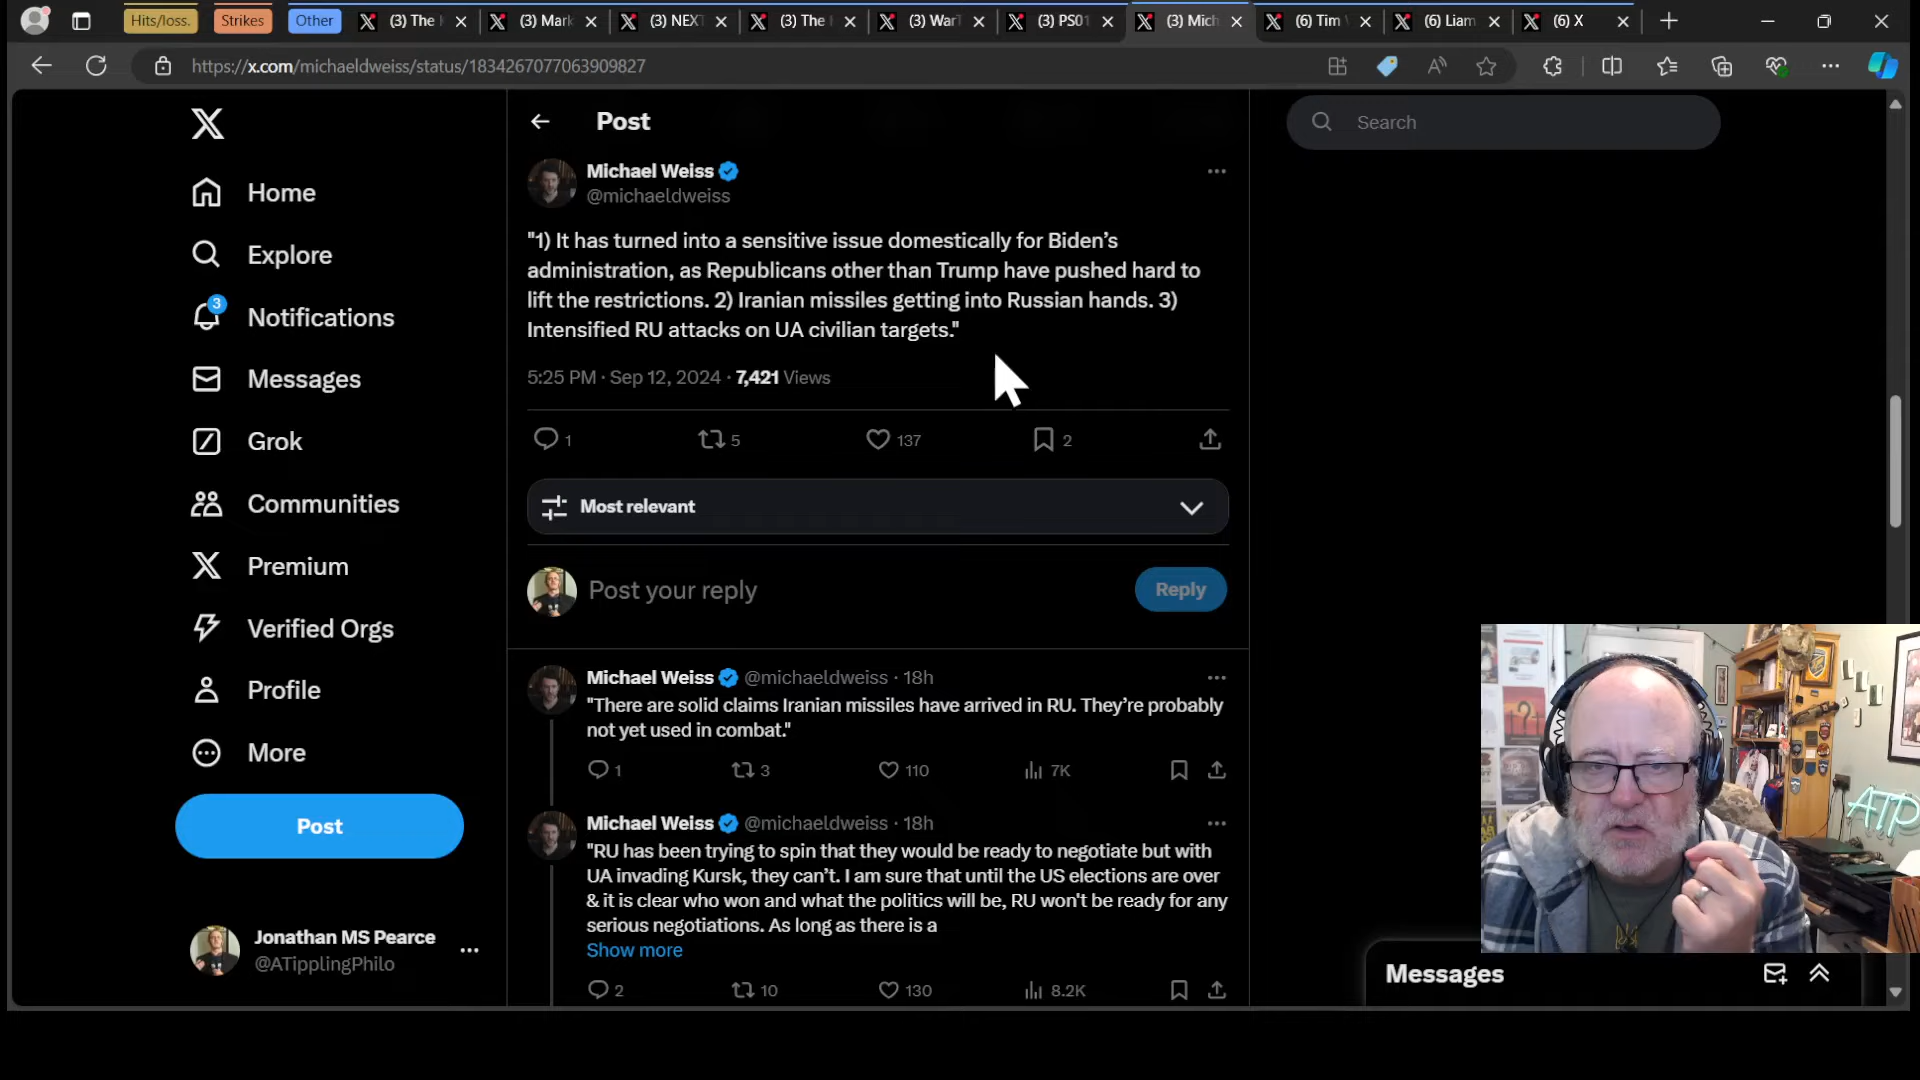 Hits/loss.
Strikes
Other
(3) The
(3) Mark
(3) NEXT
(3) The
(3) WarT
(3) PS01
(3) Mich
(6) Tim
(6) Liam
(6) X
https://x.com/michaeldweiss/status/1834267077063909827
Home
Explore
3
Notifications
Messages
Grok
Communities
Premium
Verified Orgs
Profile
More
Post
Jonathan MS Pearce
@ATipplingPhilo
Post
Michael Weiss
@michaeldweiss
"1) It has turned into a sensitive issue domestically for Biden’s
administration, as Republicans other than Trump have pushed hard to
lift the restrictions. 2) Iranian missiles getting into Russian hands. 3)
Intensified RU attacks on UA civilian targets."
5:25 PM · Sep 12, 2024 · 7,421 Views
1 5 137 2
Most relevant
Post your reply
Reply
Michael Weiss @michaeldweiss · 18h
"There are solid claims Iranian missiles have arrived in RU. They’re probably
not yet used in combat."
1 3 110 7K
Michael Weiss @michaeldweiss · 18h
"RU has been trying to spin that they would be ready to negotiate but with
UA invading Kursk, they can’t. I am sure that until the US elections are over
& it is clear who won and what the politics will be, RU won't be ready for any
serious negotiations. As long as there is a
Show more
2 10 130 8.2K
Search
ATP
Messages